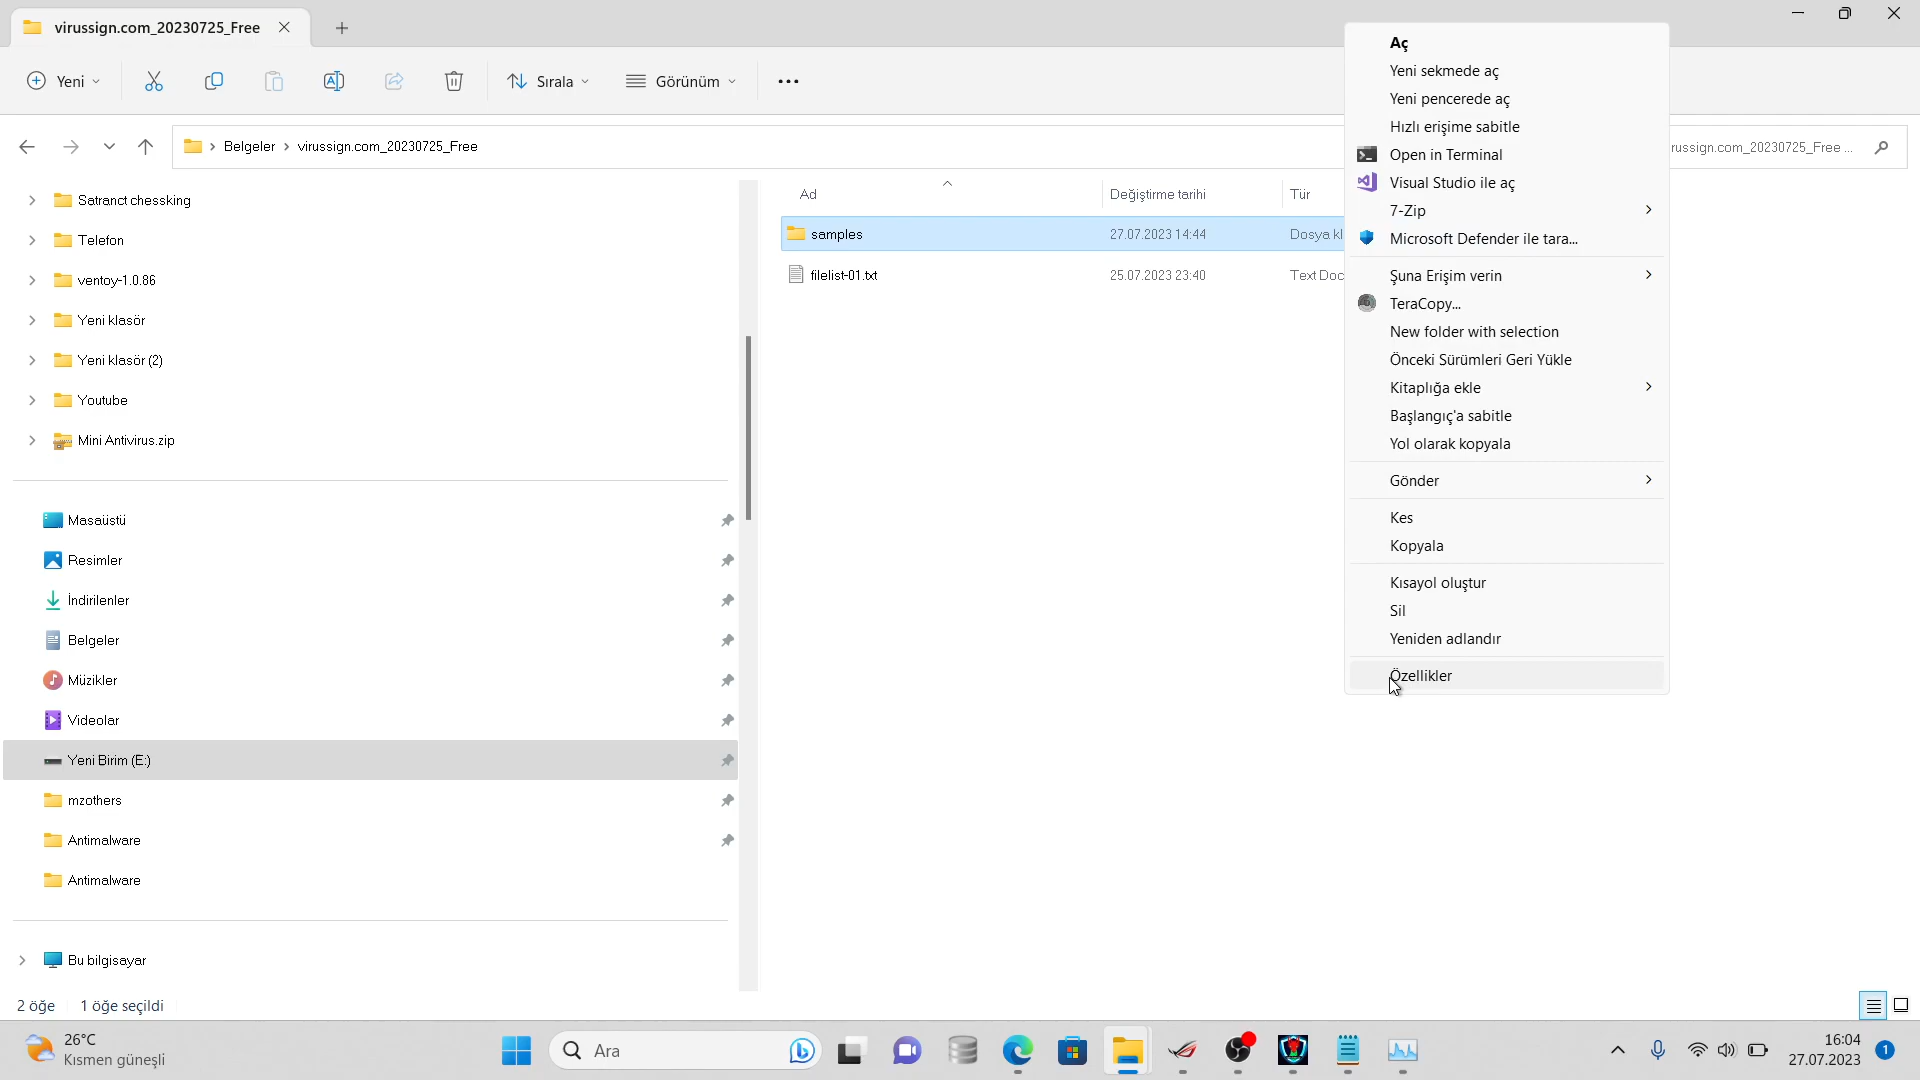 virussign.com_20230725_Free
Yeni
Sırala
Görünüm
Belgeler
virussign.com_20230725_Free
russign.com_20230725_Free ...
Satranct chessking
Telefon
ventoy-1.0.86
Yeni klasör
Yeni klasör (2)
Youtube
Mini Antivirus.zip
Masaüstü
Resimler
İndirilenler
Belgeler
Müzikler
Videolar
Yeni Birim (E:)
mzothers
Antimalware
Antimalware
Bu bilgisayar
Ad
Değiştirme tarihi
Tür
samples
27.07.2023 14:44
Dosya kl
filelist-01.txt
25.07.2023 23:40
Text Doc
Aç
Yeni sekmede aç
Yeni pencerede aç
Hızlı erişime sabitle
Open in Terminal
Visual Studio ile aç
7-Zip
Microsoft Defender ile tara...
Şuna Erişim verin
TeraCopy...
New folder with selection
Önceki Sürümleri Geri Yükle
Kitaplığa ekle
Başlangıç'a sabitle
Yol olarak kopyala
Gönder
Kes
Kopyala
Kısayol oluştur
Sil
Yeniden adlandır
Özellikler
2 öğe
1 öğe seçildi
26°C
Kısmen güneşli
Ara
16:04
27.07.2023
1